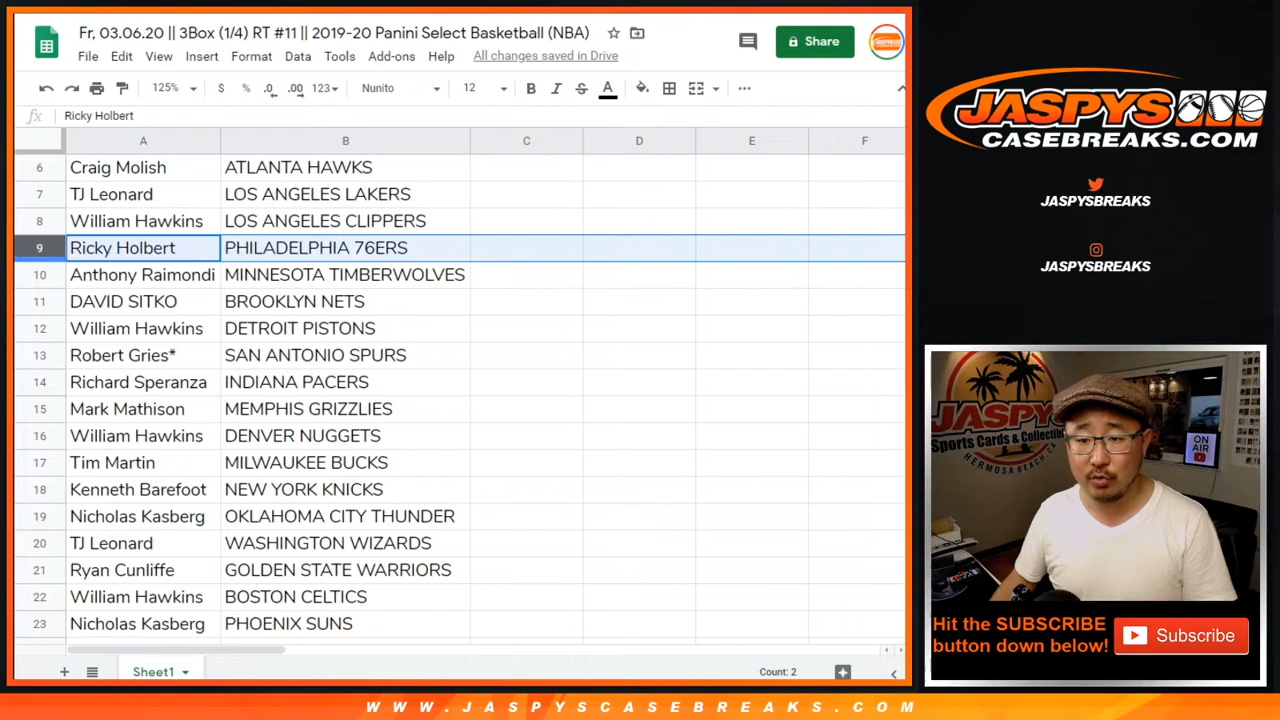 Fr, 03.06.20 || 3Box (1/4) RT #11 || 2019-20 Panini Select Basketball (NBA)
File Edit View Insert Format Data Tools Add-ons Help All changes saved in Drive
Share
125% $ % .0 .00 123 Nunito 12 B I S A
fx Ricky Holbert
A B C D E F
6 Craig Molish ATLANTA HAWKS
7 TJ Leonard LOS ANGELES LAKERS
8 William Hawkins LOS ANGELES CLIPPERS
9 Ricky Holbert PHILADELPHIA 76ERS
10 Anthony Raimondi MINNESOTA TIMBERWOLVES
11 DAVID SITKO BROOKLYN NETS
12 William Hawkins DETROIT PISTONS
13 Robert Gries* SAN ANTONIO SPURS
14 Richard Speranza INDIANA PACERS
15 Mark Mathison MEMPHIS GRIZZLIES
16 William Hawkins DENVER NUGGETS
17 Tim Martin MILWAUKEE BUCKS
18 Kenneth Barefoot NEW YORK KNICKS
19 Nicholas Kasberg OKLAHOMA CITY THUNDER
20 TJ Leonard WASHINGTON WIZARDS
21 Ryan Cunliffe GOLDEN STATE WARRIORS
22 William Hawkins BOSTON CELTICS
23 Nicholas Kasberg PHOENIX SUNS
Sheet1
Count: 2
JASPYS
CASEBREAKS.COM
JASPYSBREAKS
JASPYSBREAKS
JASPYS
Sports Cards & Collectibles
HERMOSA BEACH, CA
ON
AIR
Hit the SUBSCRIBE
button down below!
Subscribe
WWW.JASPYSCASEBREAKS.COM